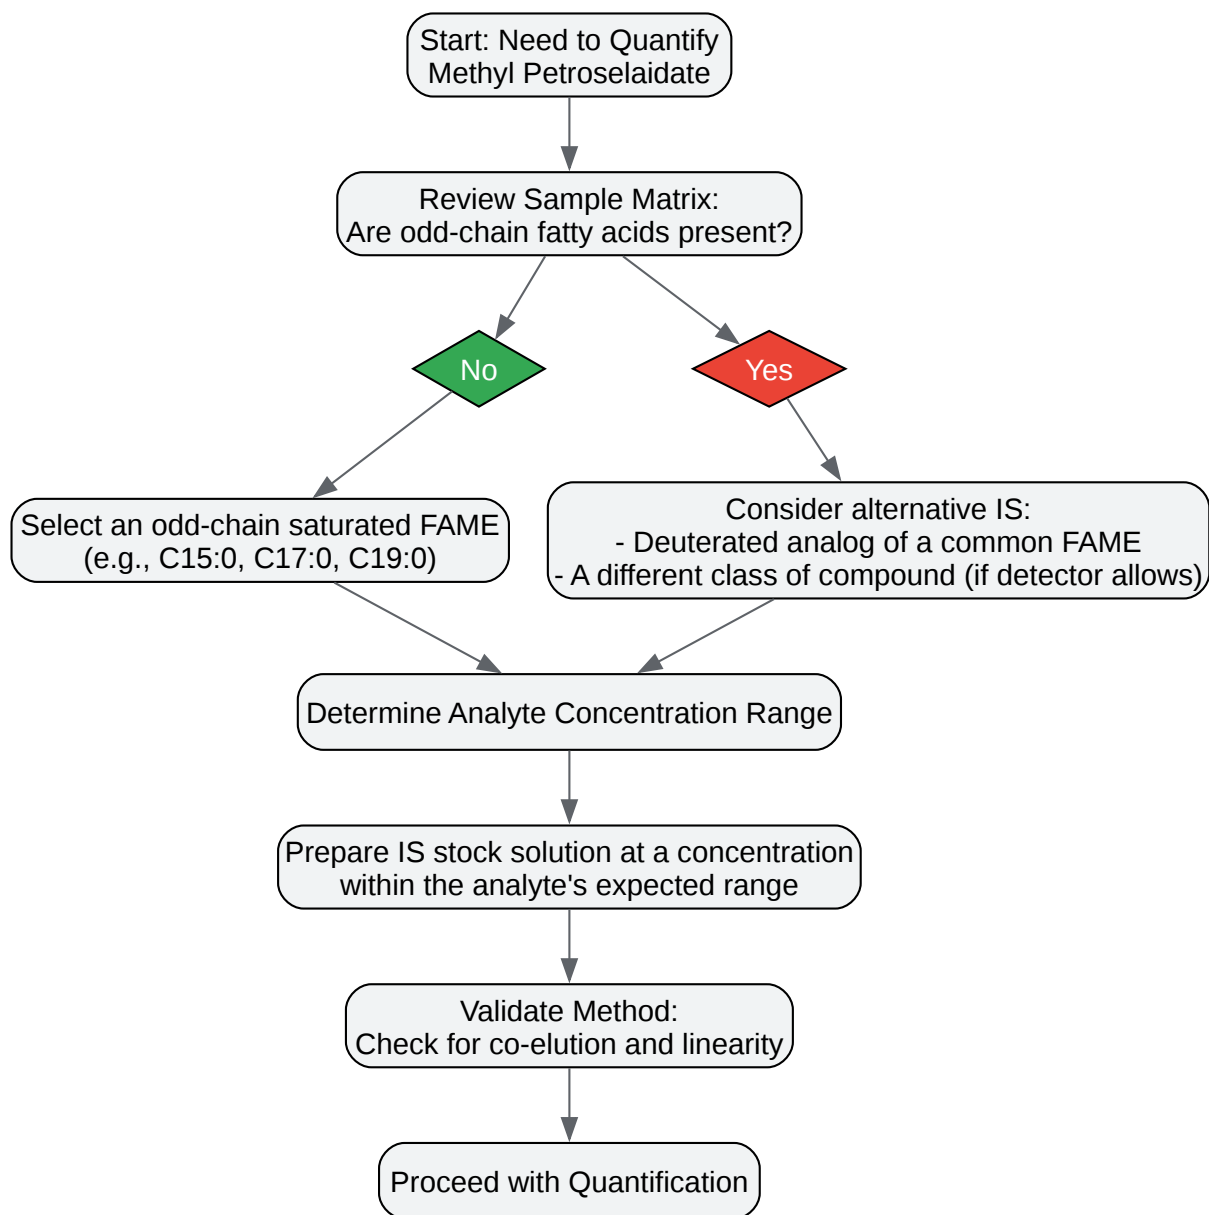 Start: Need to Quantify
Methyl Petroselaidate
Review Sample Matrix:
Are odd-chain fatty acids present?
No
Yes
Select an odd-chain saturated FAME
(e.g., C15:0, C17:0, C19:0)
Consider alternative IS:
- Deuterated analog of a common FAME
- A different class of compound (if detector allows)
Determine Analyte Concentration Range
Prepare IS stock solution at a concentration
within the analyte's expected range
Validate Method:
Check for co-elution and linearity
Proceed with Quantification